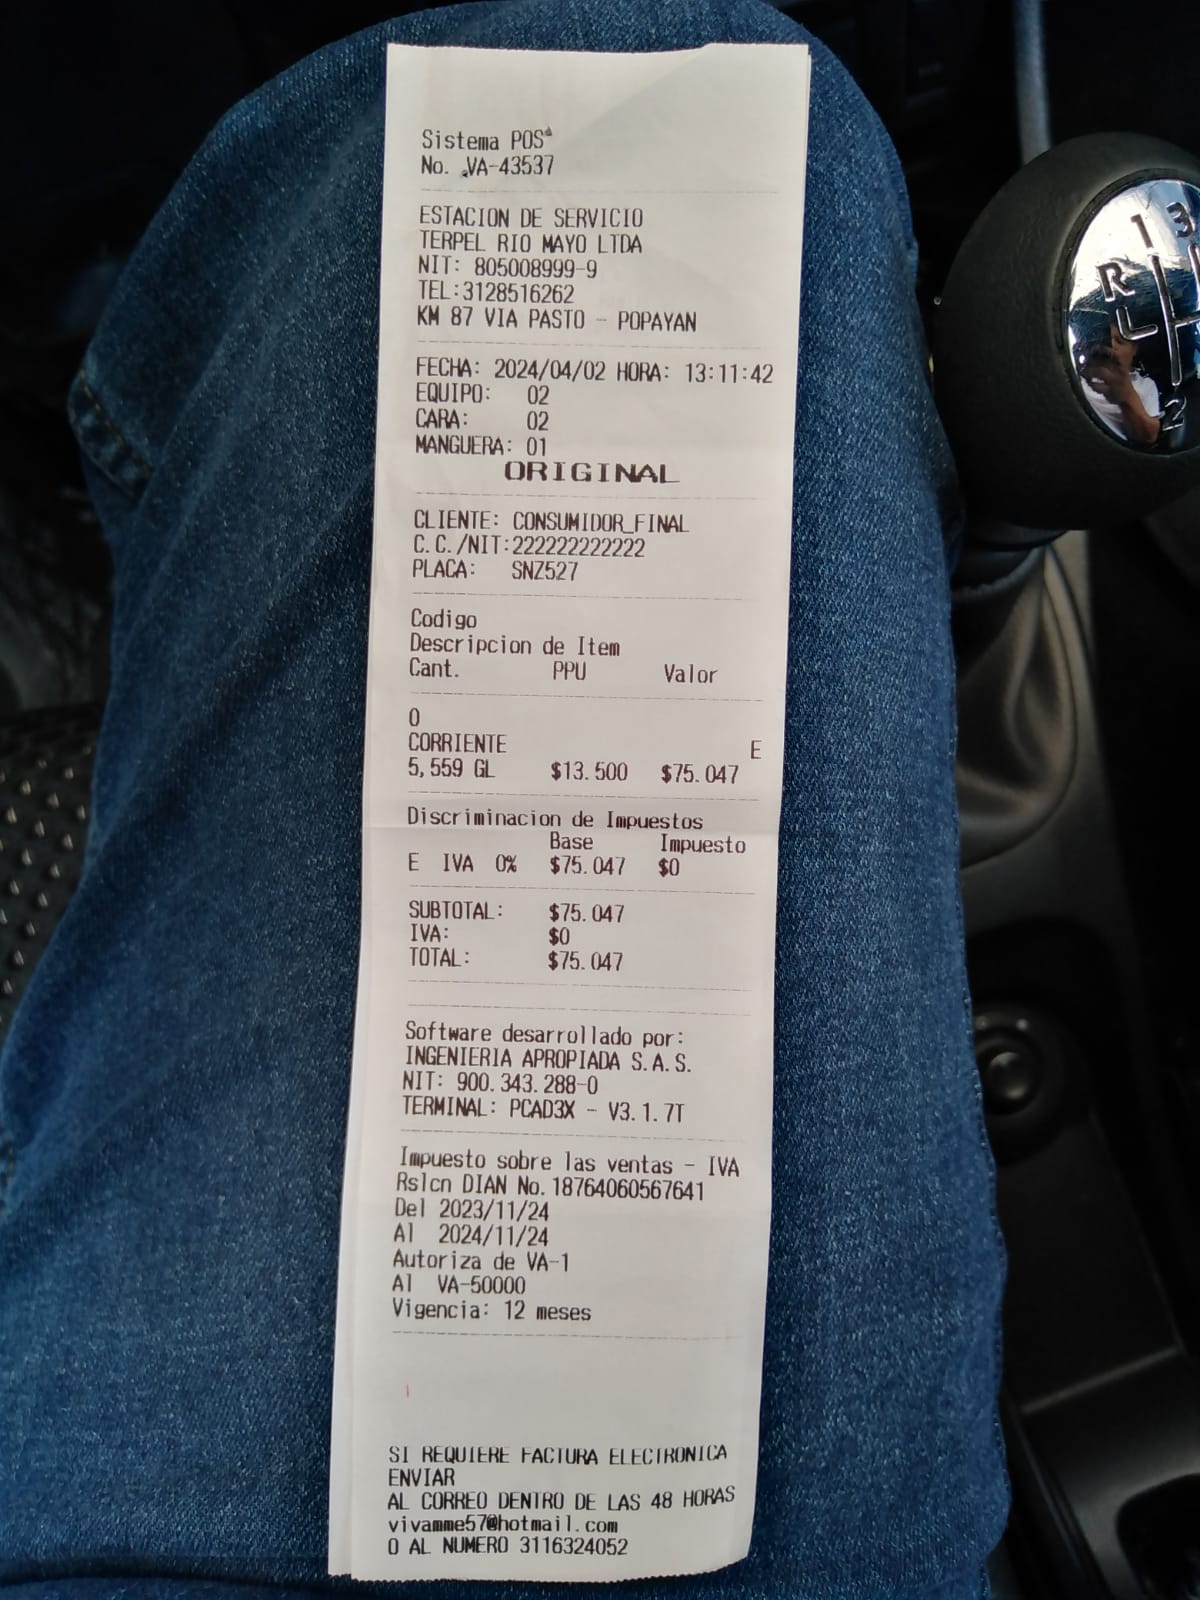 Sistema POS
No. VA-43537
ESTACION DE SERVICIO
TERPEL RIO MAYO LTDA
NIT: 805008999-9
TEL:3128516262
KM 87 VIA PASTO - POPAYAN
FECHA: 2024/04/02 HORA: 13:11:42
EQUIPO: 02
CARA: 02
MANGUERA: 01
ORIGINAL
CLIENTE: CONSUMIDOR_FINAL
C.C./NIT:222222222222
PLACA: SNZ527
Codigo
Descripcion de Item
Cant. PPU Valor
0
CORRIENTE E
5,559 GL $13.500 $75.047
Discriminacion de Impuestos
Base Impuesto
E IVA 0% $75.047 $0
SUBTOTAL: $75.047
IVA: $0
TOTAL: $75.047
Software desarrollado por:
INGENIERIA APROPIADA S.A.S.
NIT: 900.343.288-0
TERMINAL: PCAD3X - V3.1.7T
Impuesto sobre las ventas - IVA
Rslcn DIAN No.18764060567641
Del 2023/11/24
Al 2024/11/24
Autoriza de VA-1
Al VA-50000
Vigencia: 12 meses
SI REQUIERE FACTURA ELECTRONICA
ENVIAR
AL CORREO DENTRO DE LAS 48 HORAS
vivamme57@hotmail.com
O AL NUMERO 3116324052
1 3
R
2